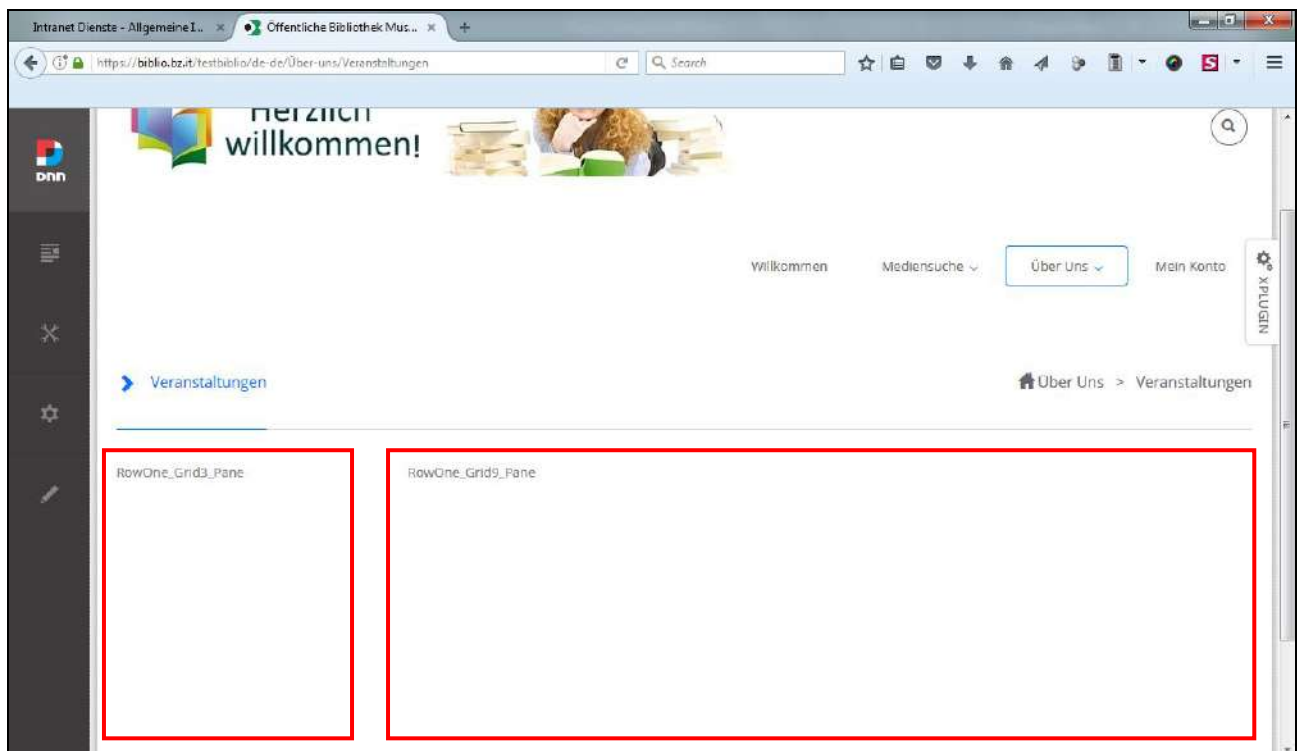 Intranet Dienste - Allgemeine I... × Öffentliche Bibliothek Mus... × +
https://biblio.bz.it/testbiblio/de-de/Über-uns/Veranstaltungen Search
Herzlich
willkommen!
DNN
Willkommen Mediensuche Über Uns Mein Konto
XPLUGIN
Veranstaltungen Über Uns > Veranstaltungen
RowOne_Grid3_Pane RowOne_Grid9_Pane